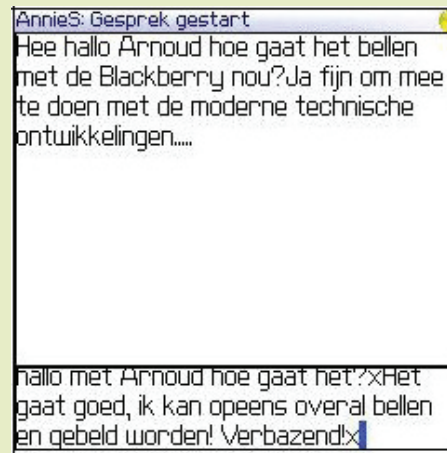 AnnieS: Gesprek gestart
Hee hallo Arnoud hoe gaat het bellen
met de Blackberry nou?Ja fijn om mee
te doen met de moderne technische
ontwikkelingen.....
hallo met Arnoud hoe gaat het?xHet
gaat goed, ik kan opeens overal bellen
en gebeld worden! Verbazend!x